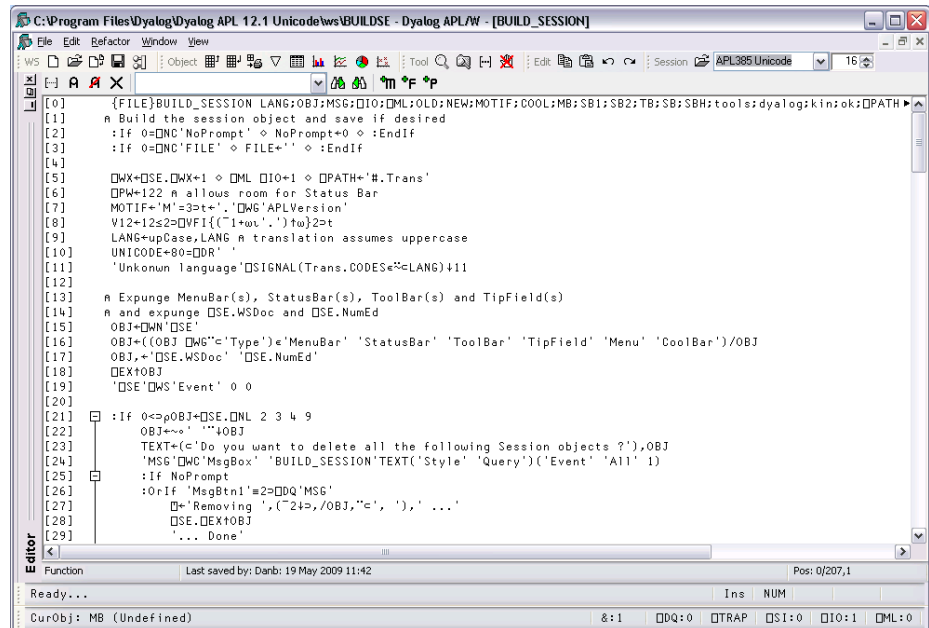 C:\Program Files\Dyalog\Dyalog APL 12.1 Unicode\ws\BUILDSE - Dyalog APL/W - [BUILD_SESSION]
File Edit Refactor Window View
WS Object Tool Edit Session APL385 Unicode 16
A A °m °F °P
[0] {FILE}BUILD_SESSION LANG;OBJ;MSG;⎕IO;⎕ML;OLD;NEW;MOTIF;COOL;MB;SB1;SB2;TB;SB;SBH;tools;dyalog;kin;ok;⎕PATH
[1] ⍝ Build the session object and save if desired
[2] :If 0=⎕NC'NoPrompt' ⋄ NoPrompt←0 ⋄ :EndIf
[3] :If 0=⎕NC'FILE' ⋄ FILE←'' ⋄ :EndIf
[4]
[5] ⎕WX←⎕SE.⎕WX←1 ⋄ ⎕ML ⎕IO←1 ⋄ ⎕PATH←'#.Trans'
[6] ⎕PW←122 ⍝ allows room for Status Bar
[7] MOTIF←'M'=3⊃t←'.'⎕WG'APLVersion'
[8] V12←12≤2⊃⎕VFI{(¯1+⍵⍳'.')↑⍵}2⊃t
[9] LANG←upCase,LANG ⍝ translation assumes uppercase
[10] UNICODE←80=⎕DR' '
[11] 'Unkonwn language'⎕SIGNAL(Trans.CODES∊⍨⊂LANG)↓11
[12]
[13] ⍝ Expunge MenuBar(s), StatusBar(s), ToolBar(s) and TipField(s)
[14] ⍝ and expunge ⎕SE.WSDoc and ⎕SE.NumEd
[15] OBJ←⎕WN'⎕SE'
[16] OBJ←((OBJ ⎕WG¨⊂'Type')∊'MenuBar' 'StatusBar' 'ToolBar' 'TipField' 'Menu' 'CoolBar')/OBJ
[17] OBJ,←'⎕SE.WSDoc' '⎕SE.NumEd'
[18] ⎕EX↑OBJ
[19] '⎕SE'⎕WS'Event' 0 0
[20]
[21] :If 0<⊃⍴OBJ←⎕SE.⎕NL 2 3 4 9
[22] OBJ←~∘' '¨↓OBJ
[23] TEXT←(⊂'Do you want to delete all the following Session objects ?'),OBJ
[24] 'MSG'⎕WC'MsgBox' 'BUILD_SESSION'TEXT('Style' 'Query')('Event' 'All' 1)
[25] :If NoPrompt
[26] :OrIf 'MsgBtn1'≡2⊃⎕DQ'MSG'
[27] ⍞←'Removing ',(¯2↓⊃,/OBJ,¨⊂', '),' ...'
[28] ⎕SE.⎕EX↑OBJ
[29] '... Done'
Editor
Function Last saved by: Danb: 19 May 2009 11:42 Pos: 0/207,1
Ready... Ins NUM
CurObj: MB (Undefined) &:1 ⎕DQ:0 ⎕TRAP ⎕SI:0 ⎕IO:1 ⎕ML:0